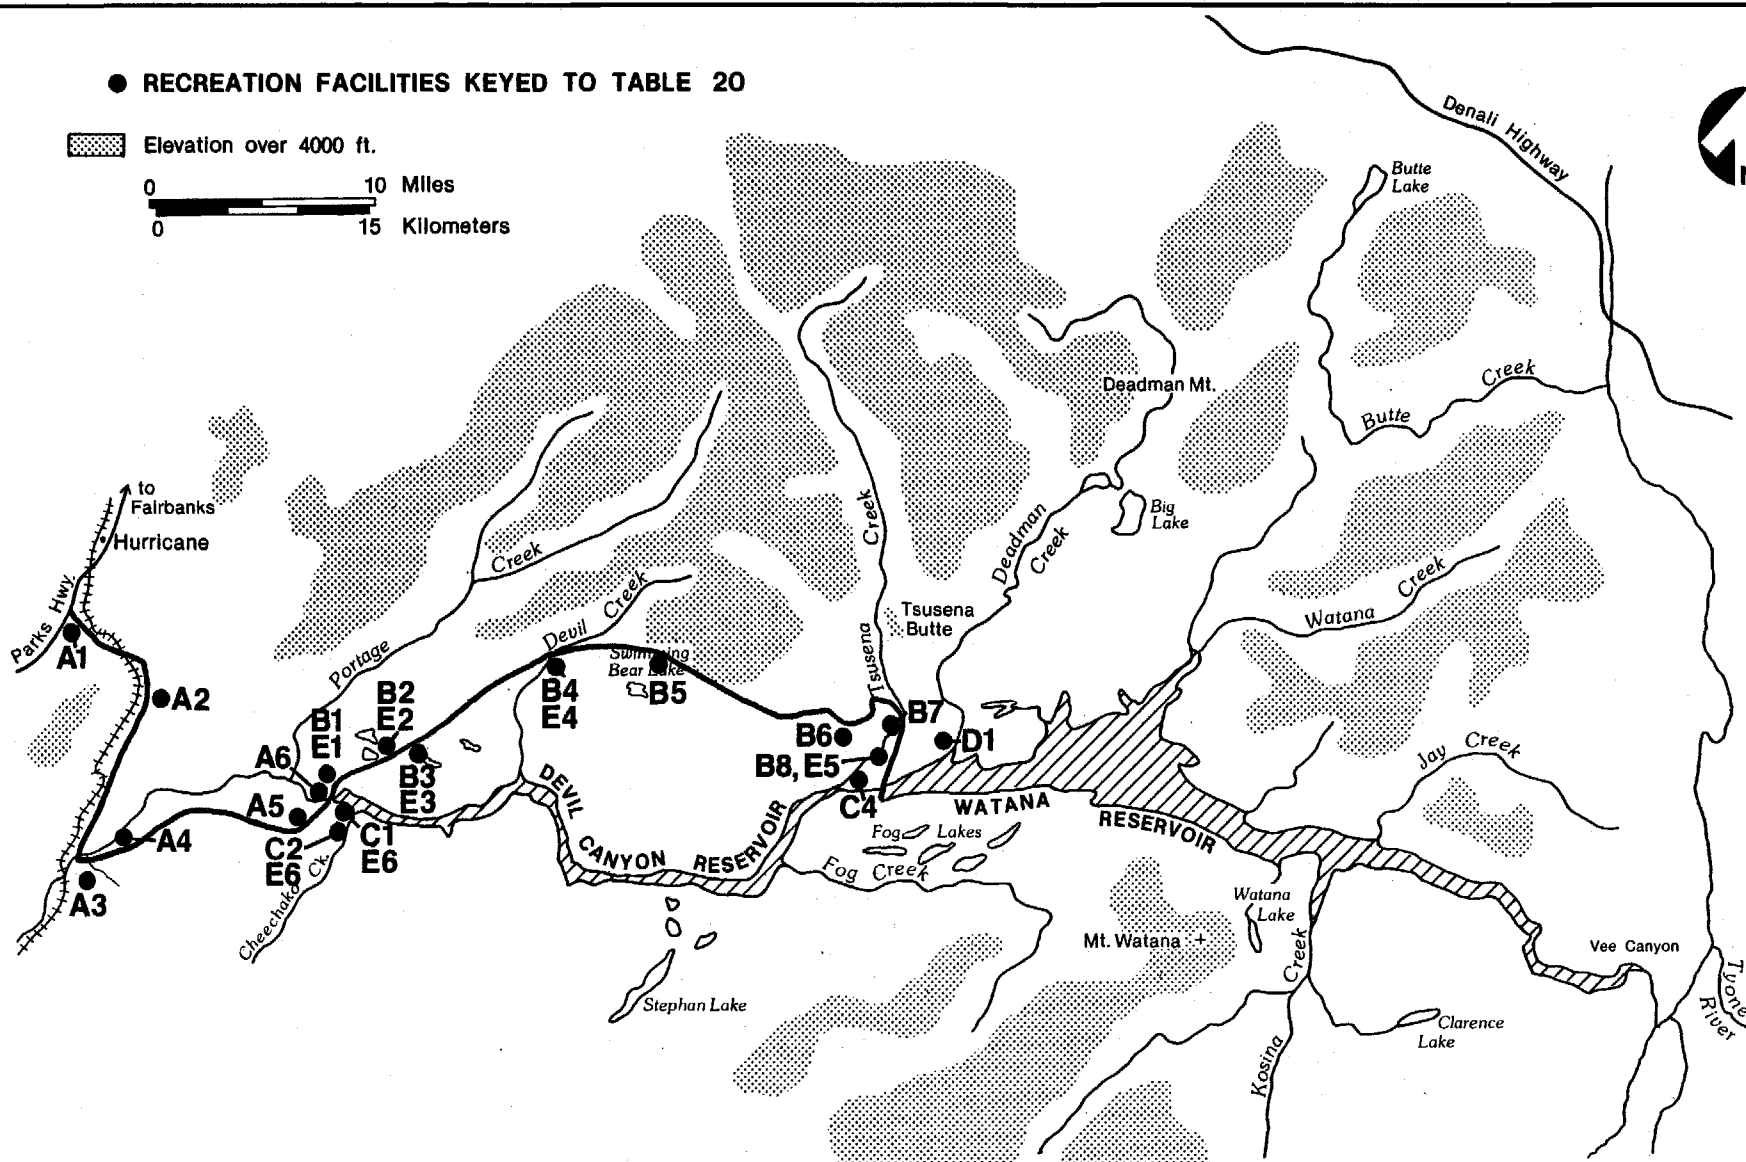 RECREATION FACILITIES KEYED TO TABLE 20
Elevation over 4000 ft.
0 10 Miles
0 15 Kilometers
Denali Highway
Butte
Lake
Deadman Mt.
Butte Creek
to
Fairbanks
Hurricane
Parks Hwy.
Big
Lake
Deadman
Creek
Tsusena Creek
Tsusena
Butte
Portage Creek
Devil Creek
Watana Creek
Swimming
Bear Lake
Jay Creek
A1
A2
A3
A4
A5
A6
B1
E1
B2
E2
B3
E3
B4
E4
B5
B6
B7
B8, E5
C1
E6
C2
E6
C4
D1
DEVIL
CANYON RESERVOIR
WATANA
RESERVOIR
Fog Lakes
Fog Creek
Cheechako Ck.
Stephan Lake
Mt. Watana
Watana
Lake
Kosina Creek
Clarence
Lake
Vee Canyon
Tyone
River